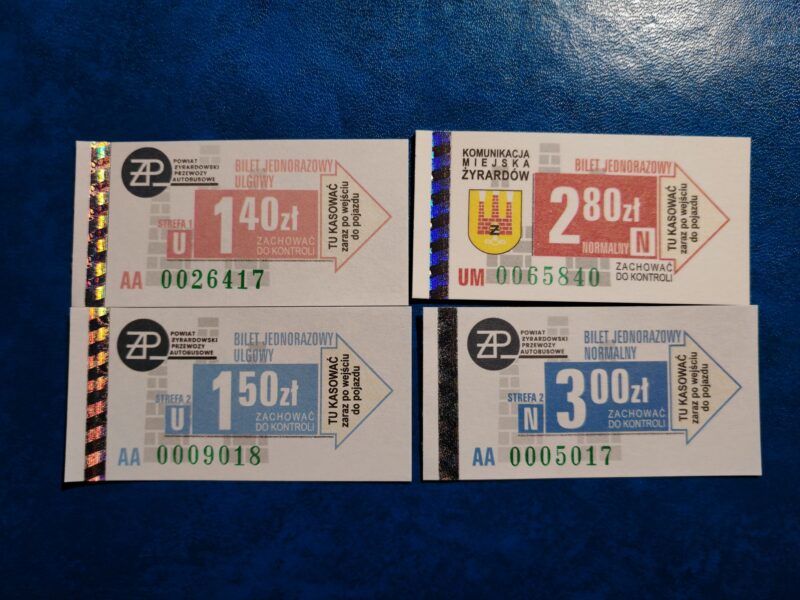 ŻP
POWIAT
ŻYRARDOWSKI
PRZEWOZY
AUTOBUSOWE
BILET JEDNORAZOWY
ULGOWY
STREFA 1
U
1 40 zł
ZACHOWAĆ
DO KONTROLI
TU KASOWAĆ
zaraz po wejściu
do pojazdu
AA 0026417
KOMUNIKACJA
MIEJSKA
ŻYRARDÓW
BILET JEDNORAZOWY
2 80 zł
NORMALNY N
ZACHOWAĆ
DO KONTROLI
TU KASOWAĆ
zaraz po wejściu
do pojazdu
UM 0065840
ŻP
POWIAT
ŻYRARDOWSKI
PRZEWOZY
AUTOBUSOWE
BILET JEDNORAZOWY
ULGOWY
STREFA 2
U
1 50 zł
ZACHOWAĆ
DO KONTROLI
TU KASOWAĆ
zaraz po wejściu
do pojazdu
AA 0009018
ŻP
POWIAT
ŻYRARDOWSKI
PRZEWOZY
AUTOBUSOWE
BILET JEDNORAZOWY
NORMALNY
STREFA 2
N
3 00 zł
ZACHOWAĆ
DO KONTROLI
TU KASOWAĆ
zaraz po wejściu
do pojazdu
AA 0005017